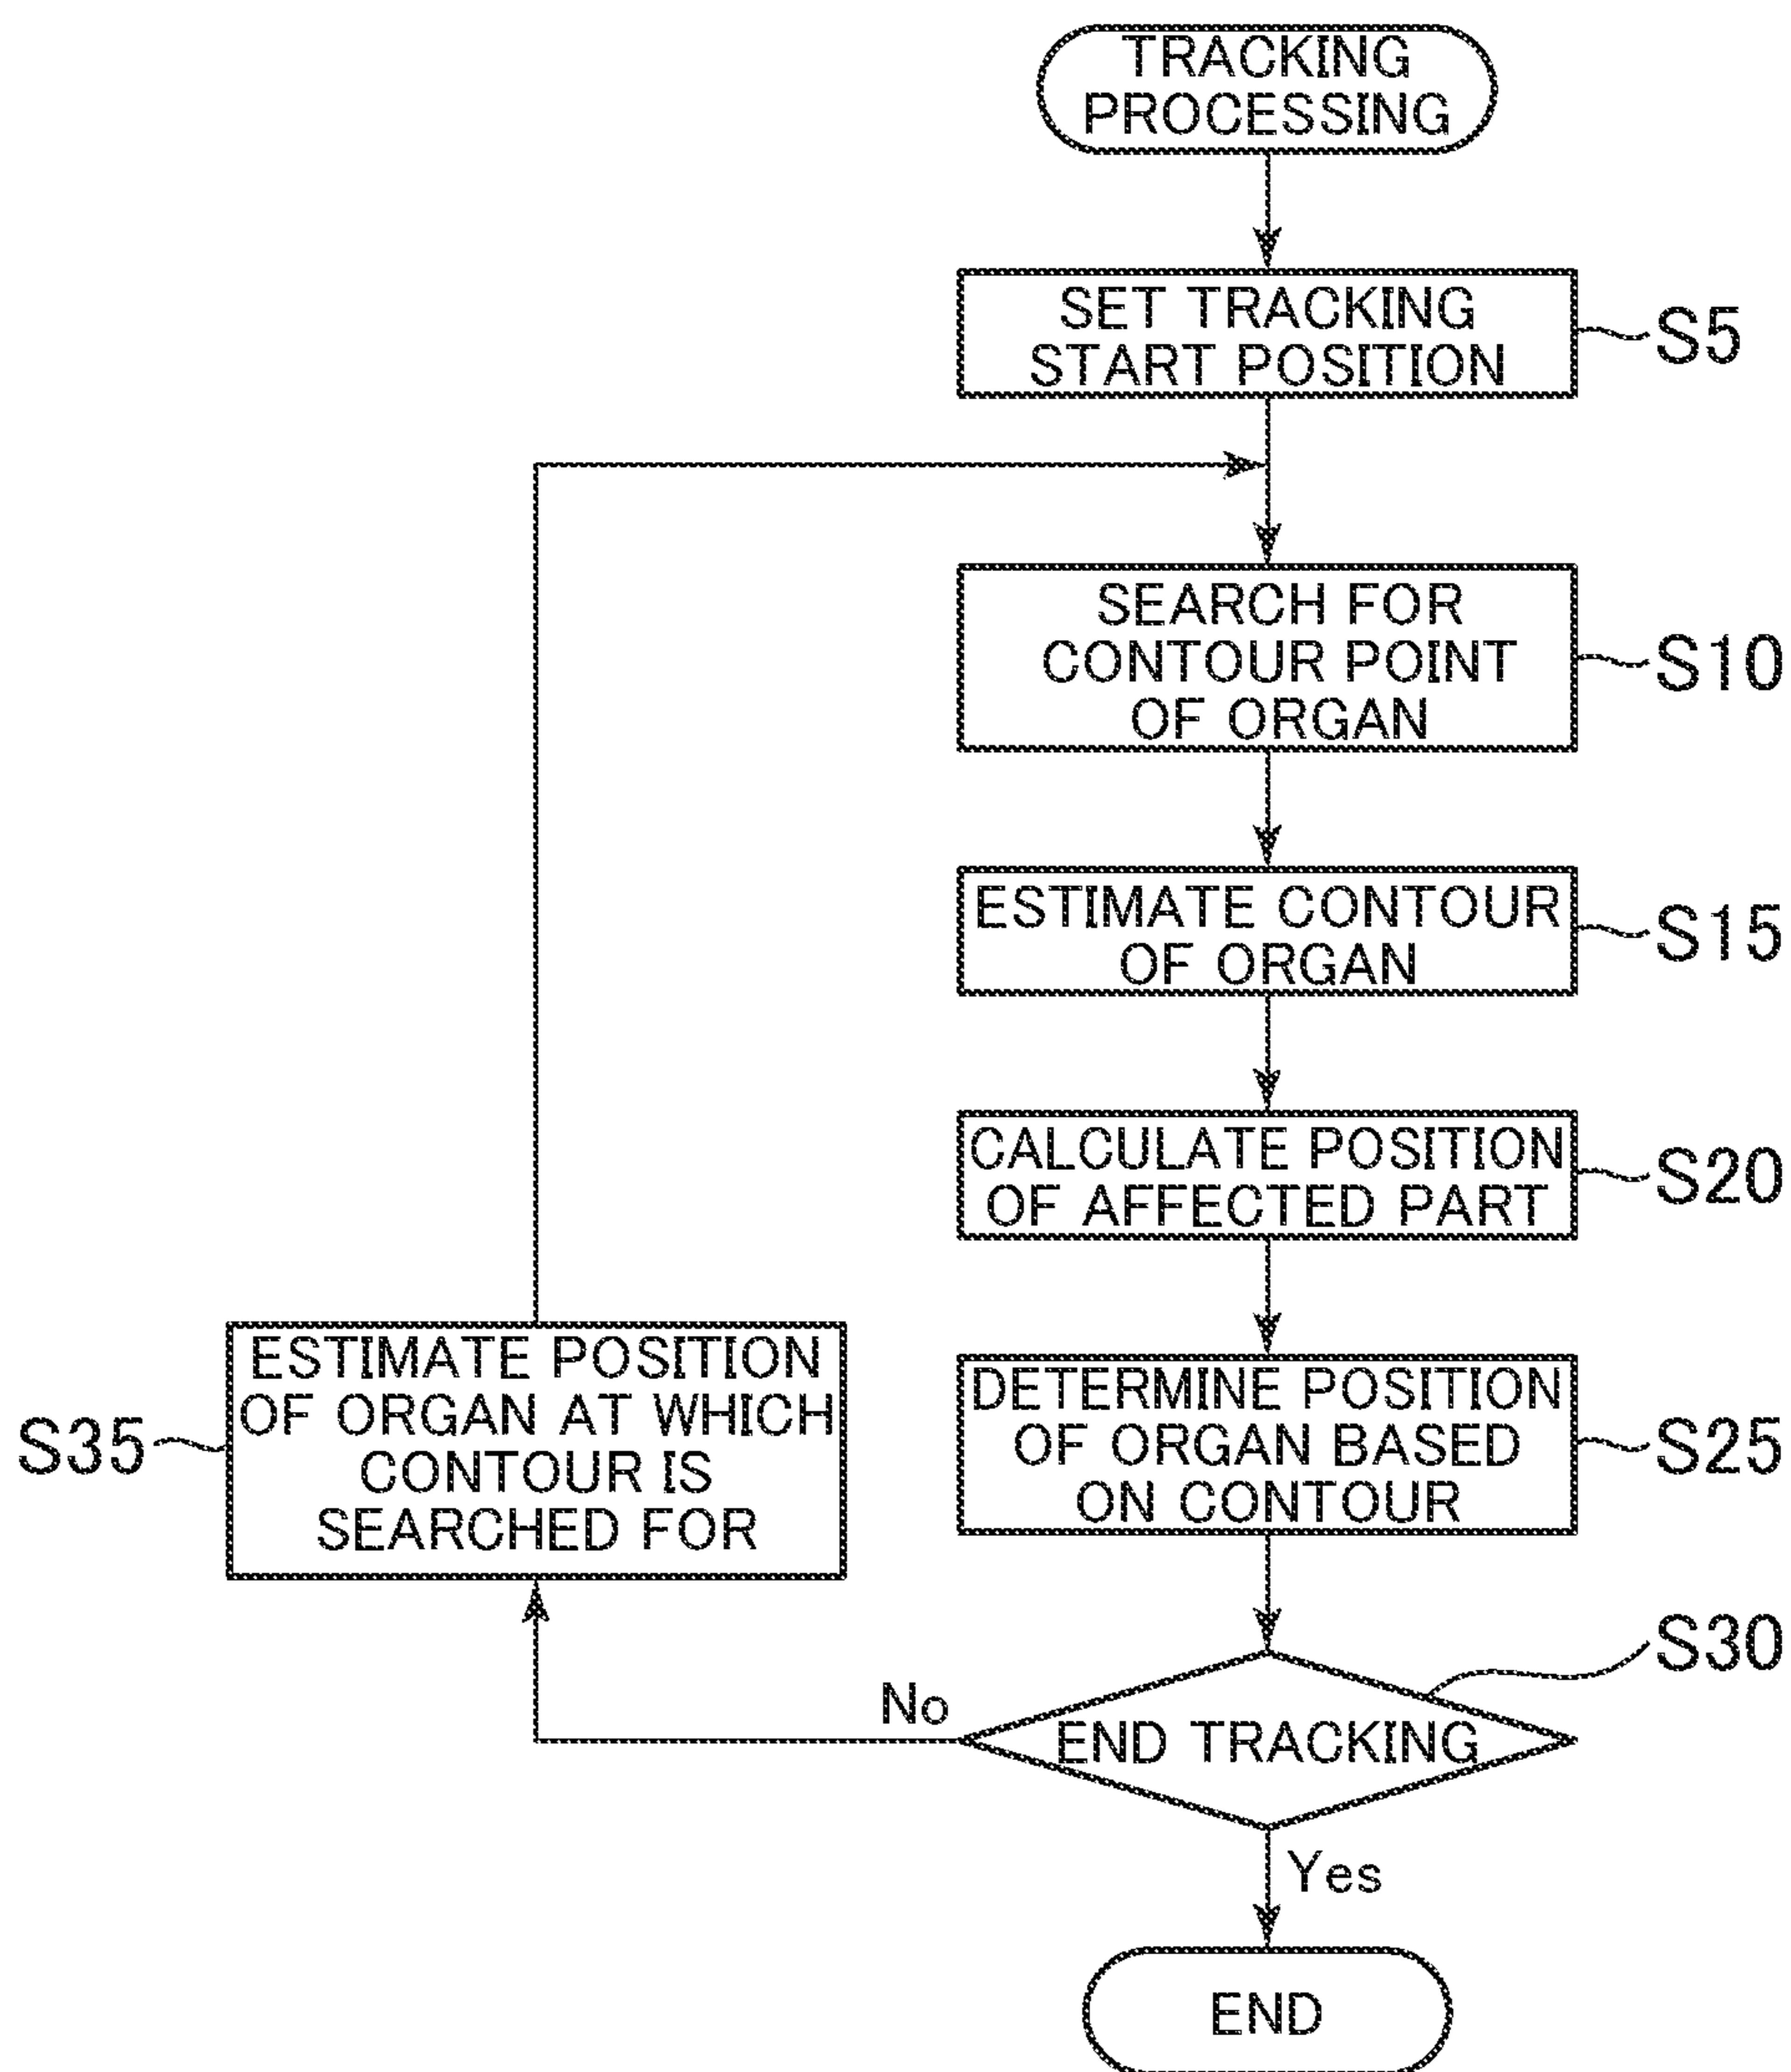 TRACKING
PROCESSING
SET TRACKING
START POSITION
S5
SEARCH FOR
CONTOUR POINT
OF ORGAN
S10
ESTIMATE CONTOUR
OF ORGAN
S15
CALCULATE POSITION
OF AFFECTED PART
S20
DETERMINE POSITION
OF ORGAN BASED
ON CONTOUR
S25
ESTIMATE POSITION
OF ORGAN AT WHICH
CONTOUR IS
SEARCHED FOR
S35
S30
END TRACKING
No
Yes
END